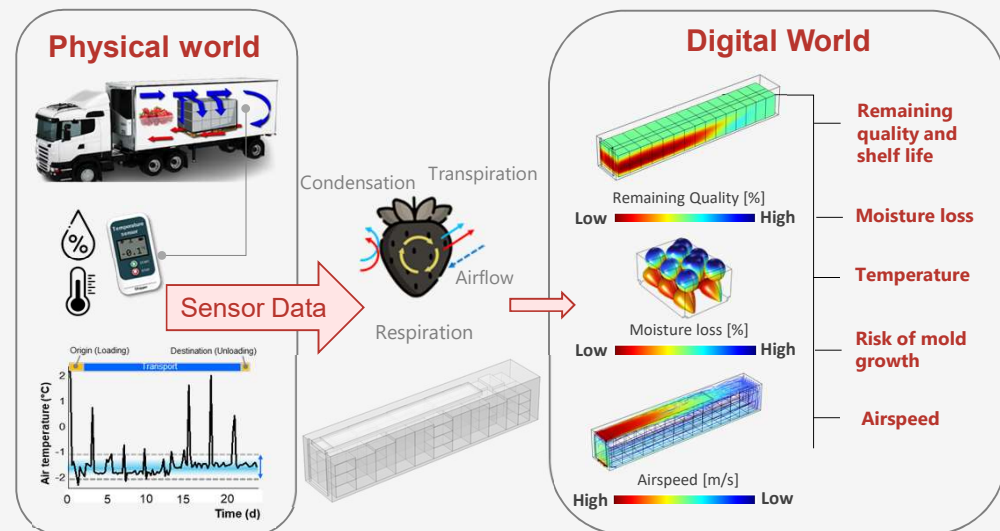 Physical world
%
Temperature
sensor
Sensor Data
Origin (Loading)
Destination (Unloading)
Transport
Air temperature (°C)
2
1
0
-1
-2
0
5
10
15
20
Time (d)
Condensation
Transpiration
Airflow
Respiration
Digital World
Remaining Quality [%]
Low
High
Moisture loss [%]
Low
High
Airspeed [m/s]
High
Low
Remaining
quality and
shelf life
Moisture loss
Temperature
Risk of mold
growth
Airspeed